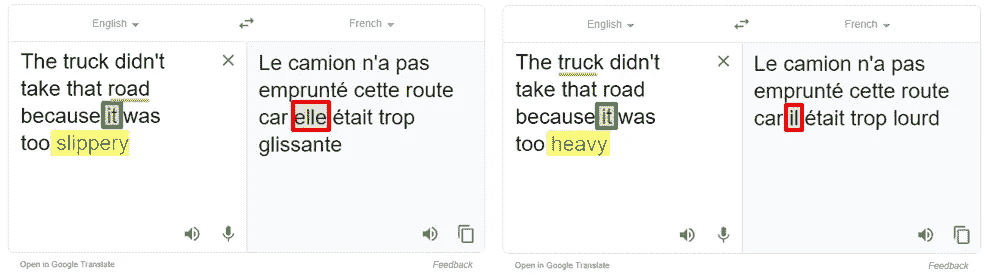 English
French
The truck didn't
take that road
because it was
too slippery
Le camion n'a pas
emprunté cette route
car elle était trop
glissante
Open in Google Translate
Feedback
English
French
The truck didn't
take that road
because it was
too heavy
Le camion n'a pas
emprunté cette route
car il était trop lourd
Open in Google Translate
Feedback